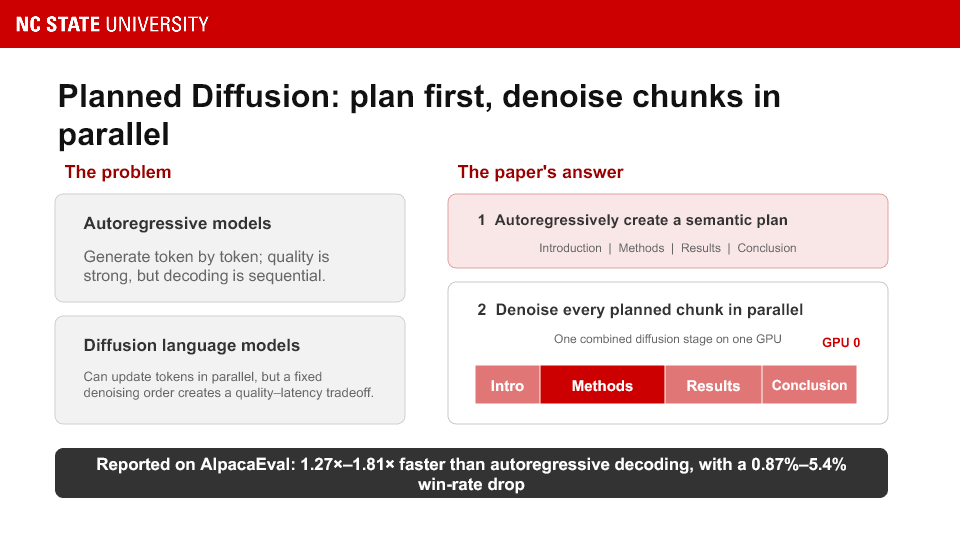 NC STATE UNIVERSITY
Planned Diffusion: plan first, denoise chunks in
parallel
The problem
Autoregressive models
Generate token by token; quality is
strong, but decoding is sequential.
Diffusion language models
Can update tokens in parallel, but a fixed
denoising order creates a quality–latency tradeoff.
The paper's answer
1 Autoregressively create a semantic plan
Introduction | Methods | Results | Conclusion
2 Denoise every planned chunk in parallel
One combined diffusion stage on one GPU
GPU 0
Intro Methods Results Conclusion
Reported on AlpacaEval: 1.27×–1.81× faster than autoregressive decoding, with a 0.87%–5.4%
win-rate drop